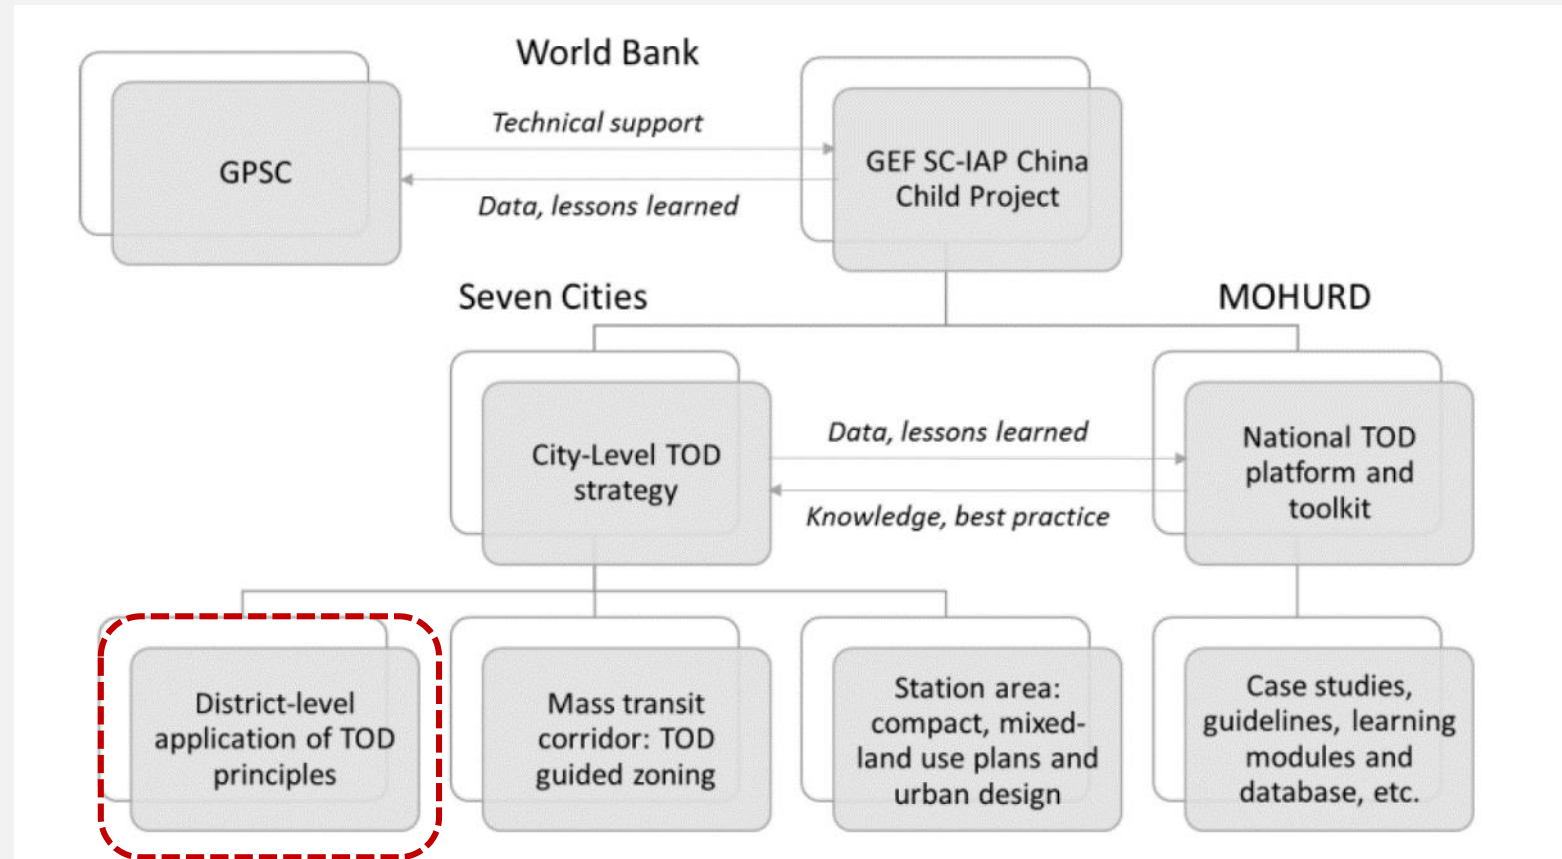 World Bank
Technical support
GPSC
GEF SC-IAP China
Child Project
Data, lessons learned
Seven Cities
MOHURD
City-Level TOD
strategy
Data, lessons learned
Knowledge, best practice
National TOD
platform and
toolkit
District-level
application of TOD
principles
Mass transit
corridor: TOD
guided zoning
Station area:
compact, mixed-
land use plans and
urban design
Case studies,
guidelines, learning
modules and
database, etc.